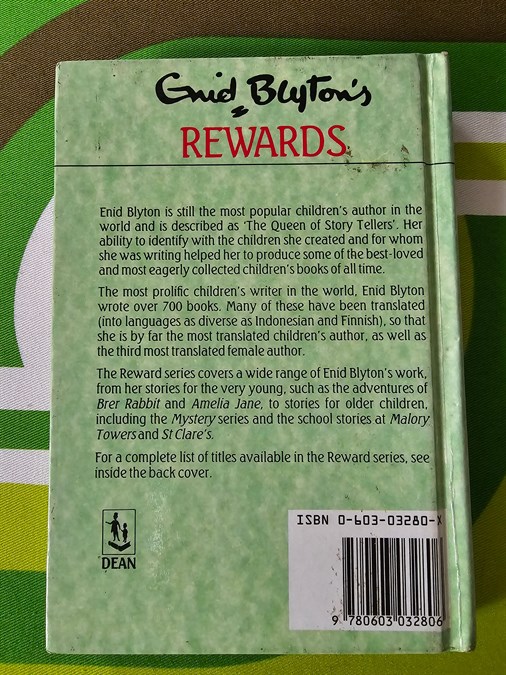 Enid Blyton's
REWARDS
Enid Blyton is still the most popular children's author in the
world and is described as 'The Queen of Story Tellers'. Her
ability to identify with the children she created and for whom
she was writing helped her to produce some of the best-loved
and most eagerly collected children's books of all time.
The most prolific children's writer in the world, Enid Blyton
wrote over 700 books. Many of these have been translated
(into languages as diverse as Indonesian and Finnish), so that
she is by far the most translated children's author, as well as
the third most translated female author.
The Reward series covers a wide range of Enid Blyton's work,
from her stories for the very young, such as the adventures of
Brer Rabbit and Amelia Jane, to stories for older children,
including the Mystery series and the school stories at Malory
Towers and St Clare's.
For a complete list of titles available in the Reward series, see
inside the back cover.
DEAN
ISBN 0-603-03280-X
9 780603 032806